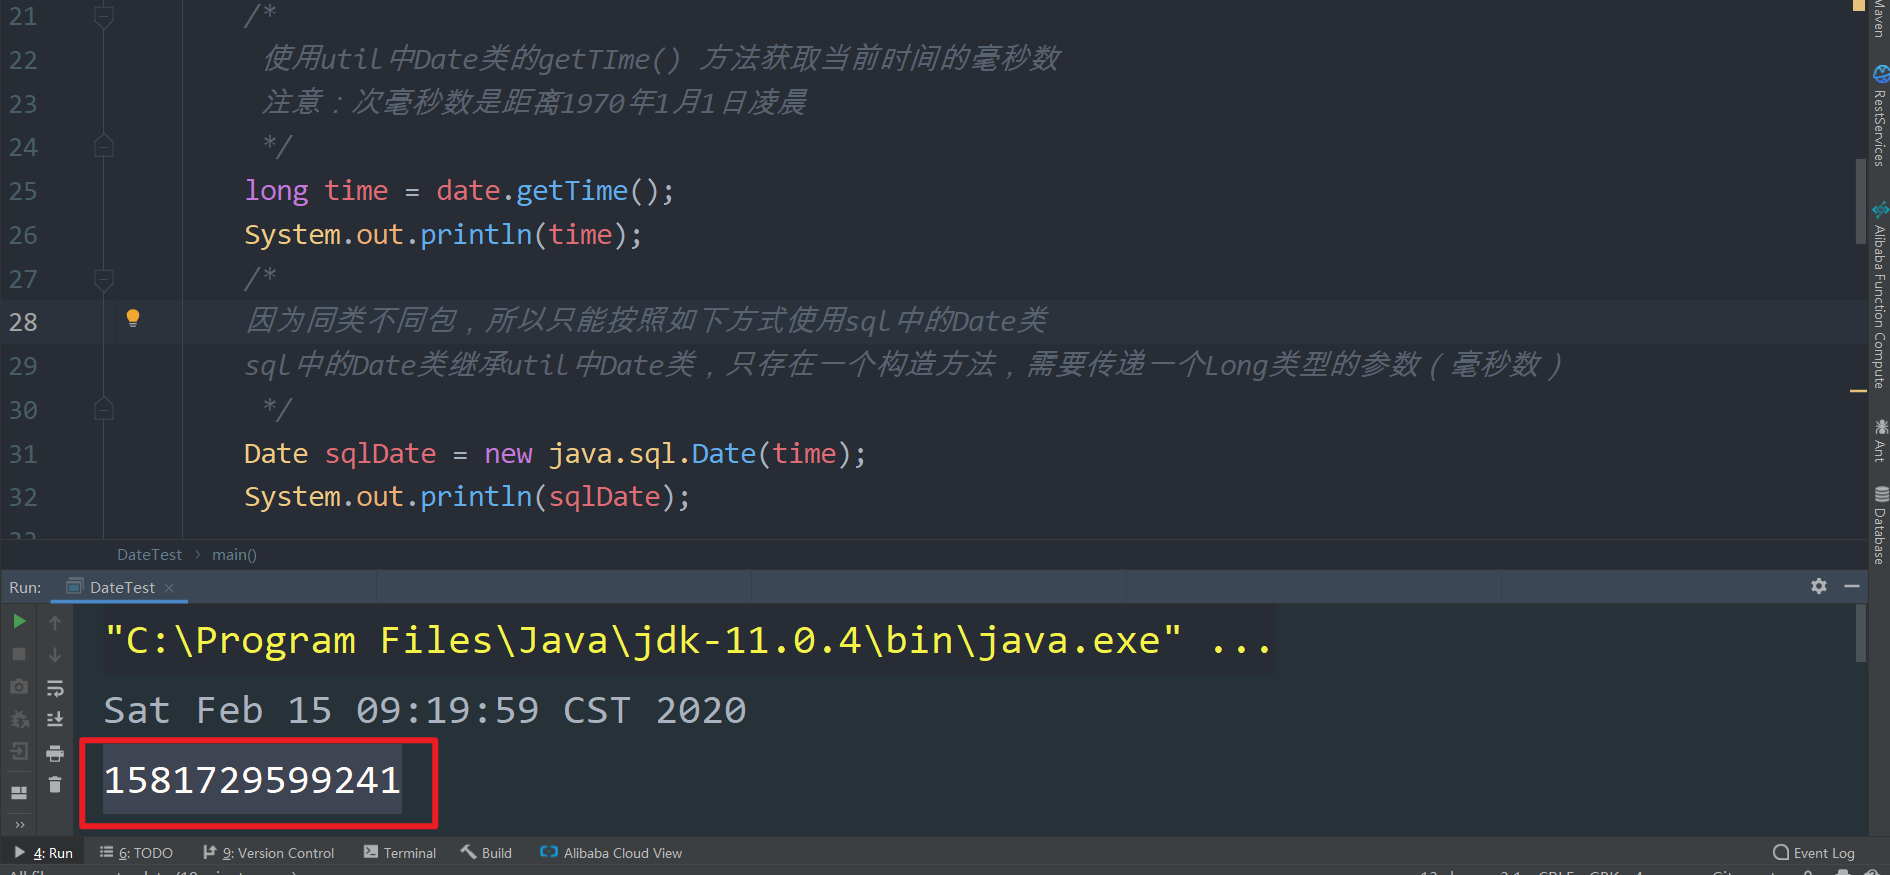 21 /*
22 使用util中Date类的getTIme() 方法获取当前时间的毫秒数
23 注意：次毫秒数是距离1970年1月1日凌晨
24 */
25 long time = date.getTime();
26 System.out.println(time);
27 /*
28 因为同类不同包，所以只能按照如下方式使用sql中的Date类
29 sql中的Date类继承util中Date类，只存在一个构造方法，需要传递一个Long类型的参数（毫秒数）
30 */
31 Date sqlDate = new java.sql.Date(time);
32 System.out.println(sqlDate);
DateTest > main()
Run: DateTest ×
"C:\Program Files\Java\jdk-11.0.4\bin\java.exe" ...
Sat Feb 15 09:19:59 CST 2020
1581729599241
4: Run 6: TODO 9: Version Control Terminal Build Alibaba Cloud View Event Log
Maven
RestServices
Alibaba Function Compute
Ant
Database